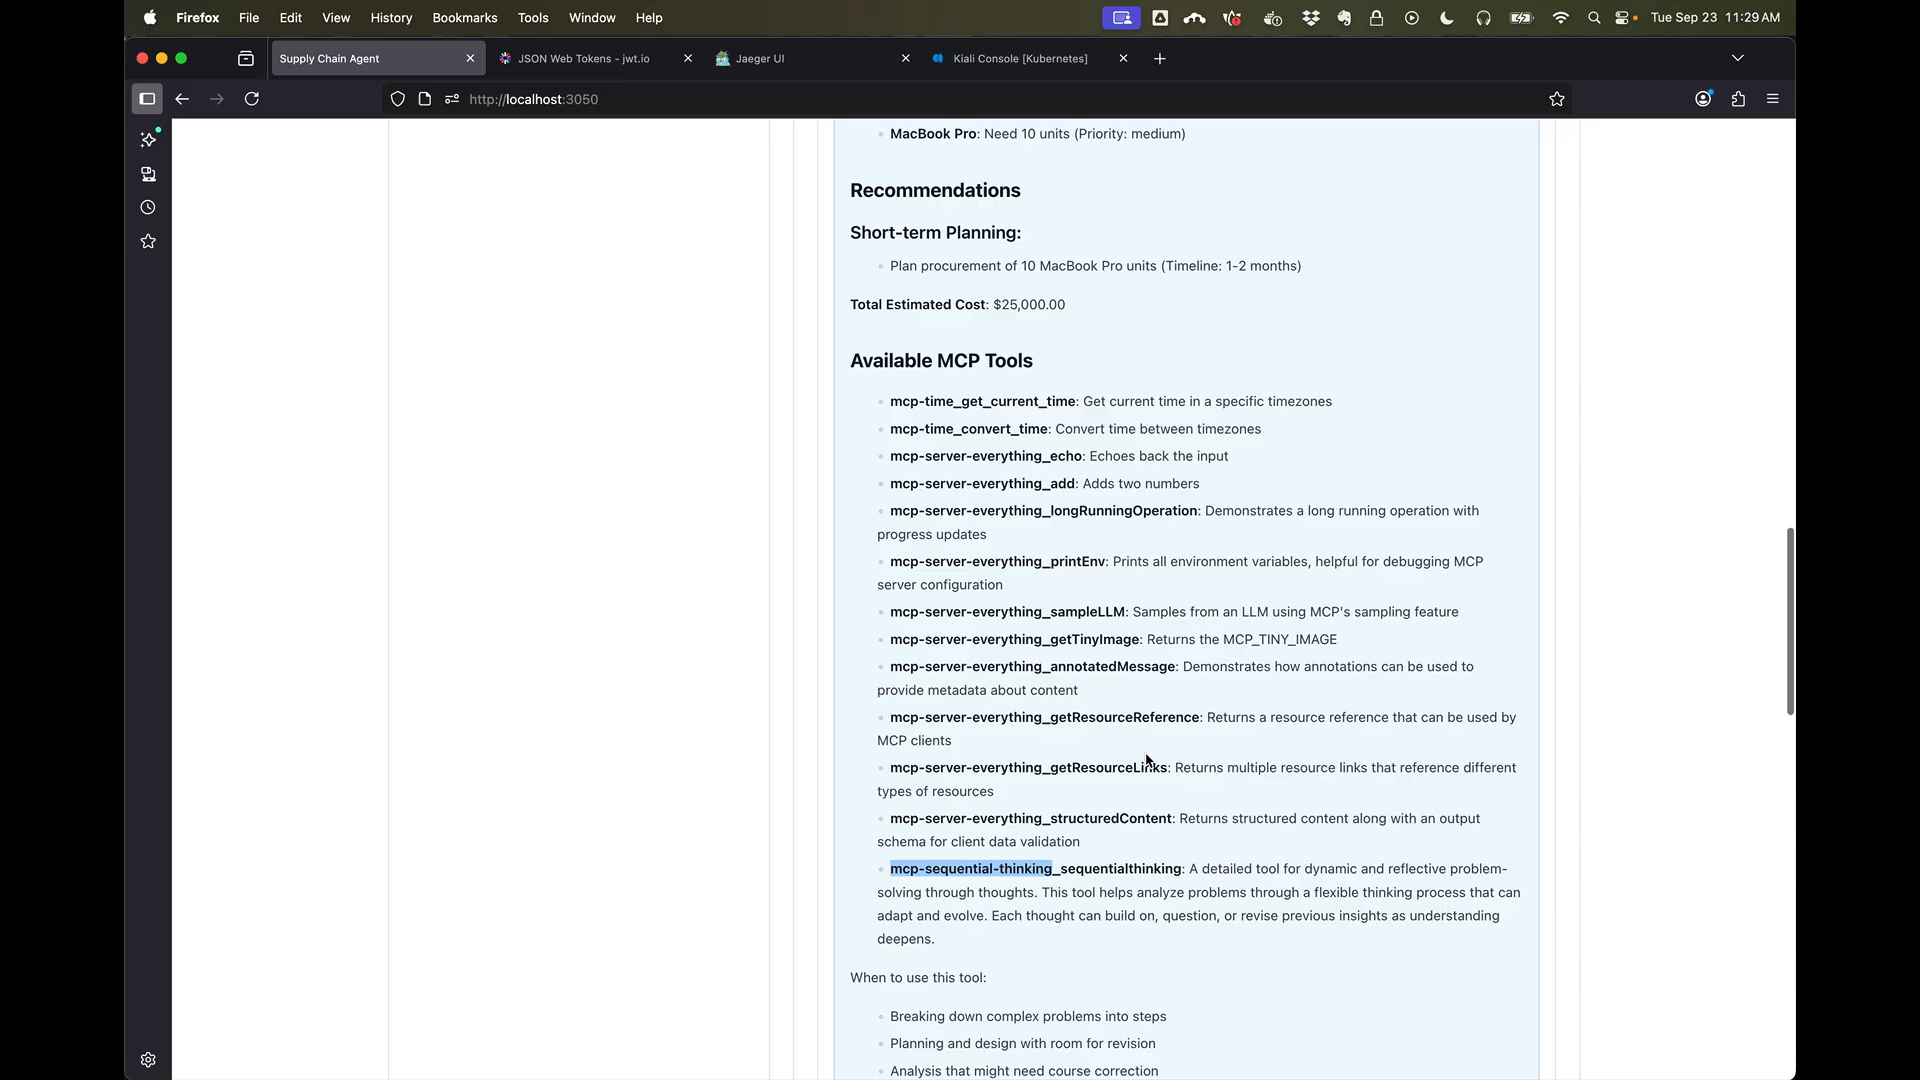 Firefox File Edit View History Bookmarks Tools Window Help Tue Sep 23 11:29 AM
Supply Chain Agent JSON Web Tokens - jwt.io Jaeger UI Kiali Console [Kubernetes]
http://localhost:3050
MacBook Pro: Need 10 units (Priority: medium)
Recommendations
Short-term Planning:
Plan procurement of 10 MacBook Pro units (Timeline: 1-2 months)
Total Estimated Cost: $25,000.00
Available MCP Tools
mcp-time_get_current_time: Get current time in a specific timezones
mcp-time_convert_time: Convert time between timezones
mcp-server-everything_echo: Echoes back the input
mcp-server-everything_add: Adds two numbers
mcp-server-everything_longRunningOperation: Demonstrates a long running operation with
progress updates
mcp-server-everything_printEnv: Prints all environment variables, helpful for debugging MCP
server configuration
mcp-server-everything_sampleLLM: Samples from an LLM using MCP's sampling feature
mcp-server-everything_getTinyImage: Returns the MCP_TINY_IMAGE
mcp-server-everything_annotatedMessage: Demonstrates how annotations can be used to
provide metadata about content
mcp-server-everything_getResourceReference: Returns a resource reference that can be used by
MCP clients
mcp-server-everything_getResourceLinks: Returns multiple resource links that reference different
types of resources
mcp-server-everything_structuredContent: Returns structured content along with an output
schema for client data validation
mcp-sequential-thinking_sequentialthinking: A detailed tool for dynamic and reflective problem-
solving through thoughts. This tool helps analyze problems through a flexible thinking process that can
adapt and evolve. Each thought can build on, question, or revise previous insights as understanding
deepens.
When to use this tool:
Breaking down complex problems into steps
Planning and design with room for revision
Analysis that might need course correction